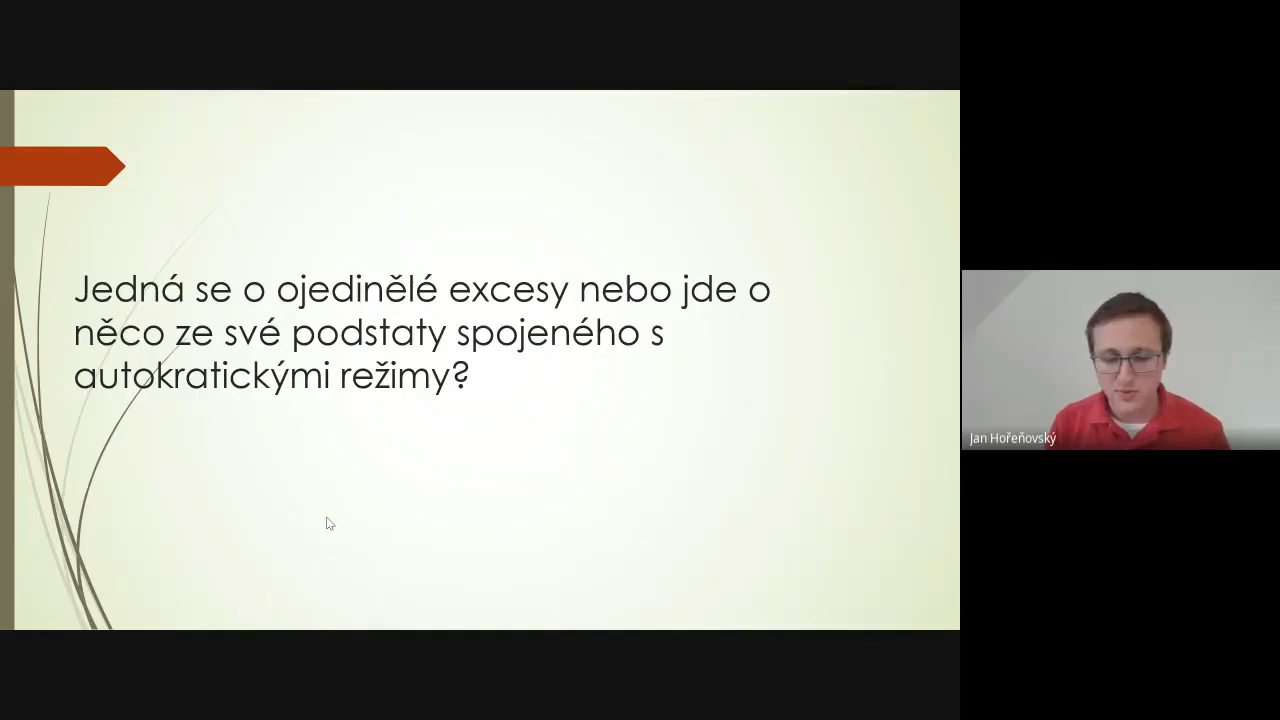 Jedná se o ojedinělé excesy nebo jde o
něco ze své podstaty spojeného s
autokratickými režimy?
Jan Hořeňovský